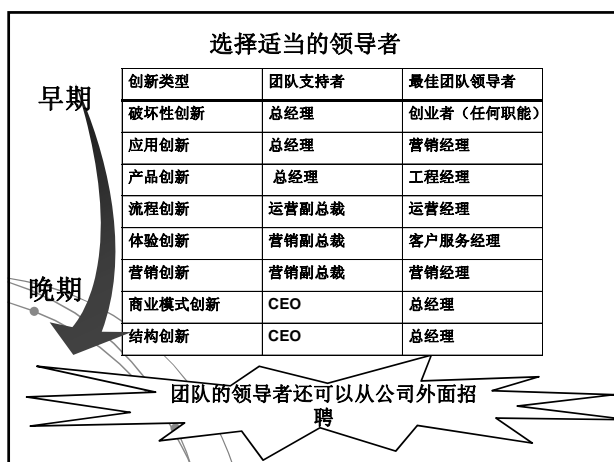 选择适当的领导者
早期
创新类型 团队支持者 最佳团队领导者
破坏性创新 总经理 创业者（任何职能）
应用创新 总经理 营销经理
产品创新 总经理 工程经理
流程创新 运营副总裁 运营经理
体验创新 营销副总裁 客户服务经理
营销创新 营销副总裁 营销经理
晚期
商业模式创新 CEO 总经理
结构创新 CEO 总经理
团队的领导者还可以从公司外面招
聘